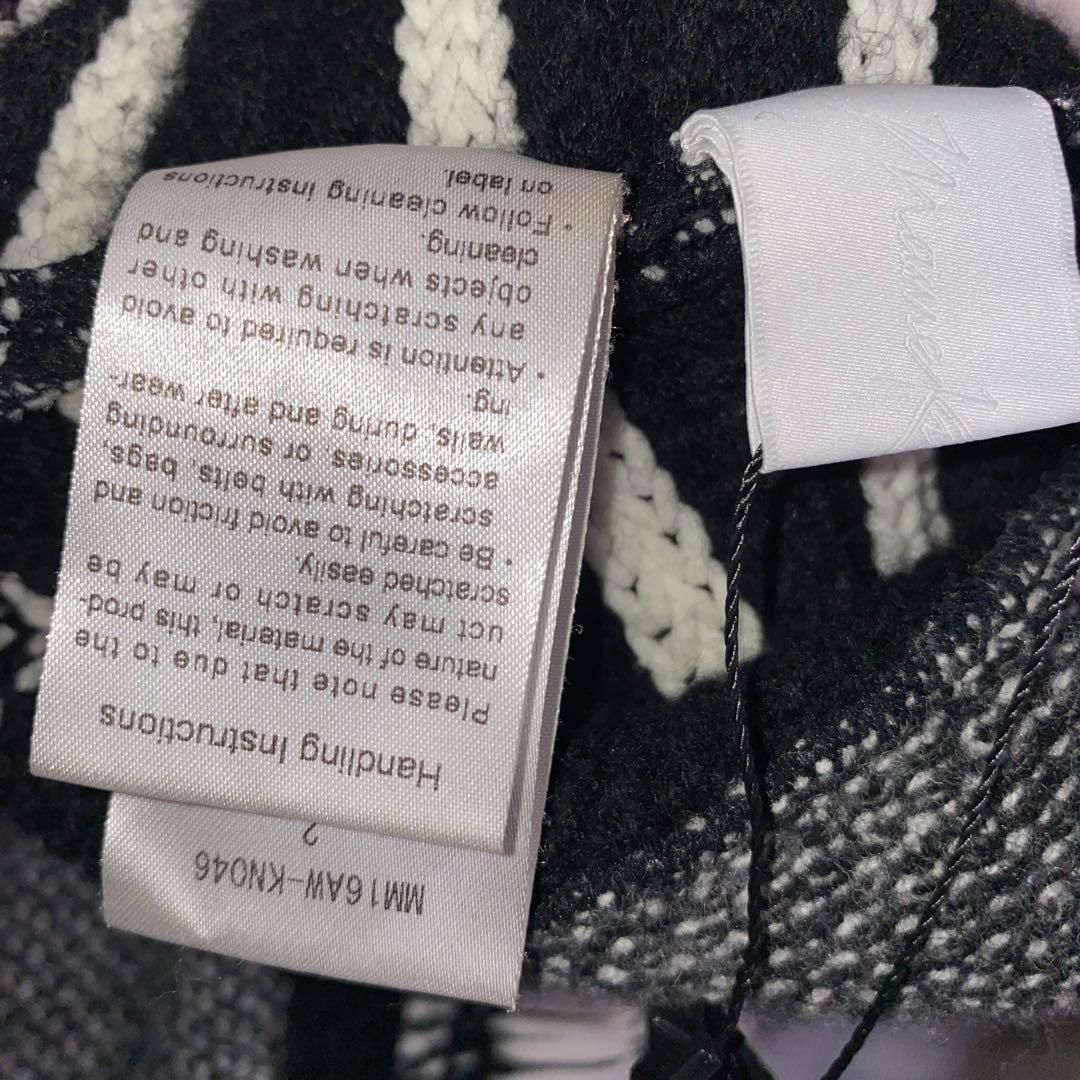 Handling Instructions
Please note that due to the
nature of the material, this prod-
uct may scratch or may be
scratched easily.
• Be careful to avoid friction and
scratching with belts, bags,
accessories, or surrounding
walls, during and after wear-
ing.
• Attention is required to avoid
any scratching with other
objects when washing and
cleaning.
• Follow cleaning instructions
on label.
MM16AW-KN046
2